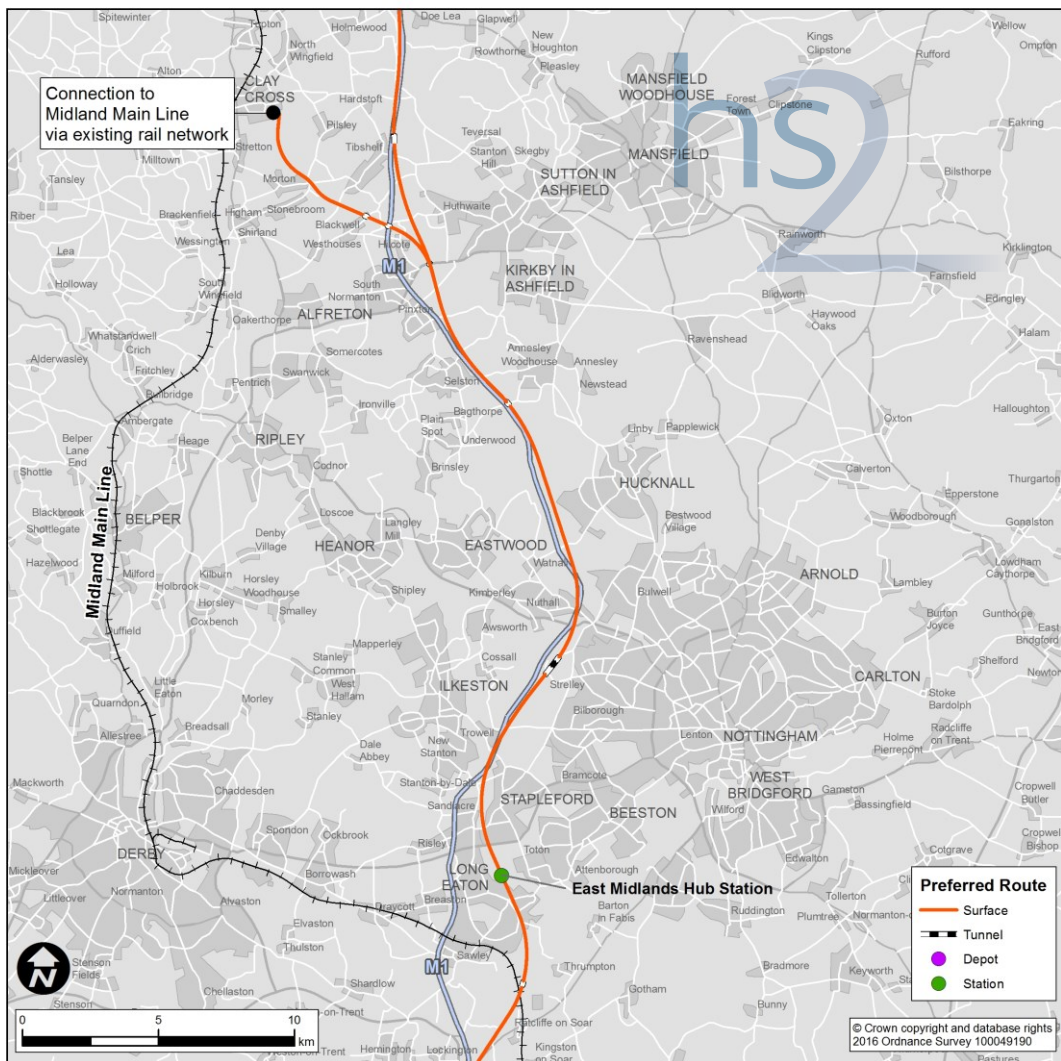 Spitewinter
Tupton
Holmewood
Doe Lea
Glapwell
New
Houghton
Kings
Clipstone
Wellow
Rufford
Ompton
North
Wingfield
Rowthorne
Pleasley
Alton
CLAY
CROSS
Connection to
Midland Main Line
via existing rail network
Hardstoft
MANSFIELD
WOODHOUSE
Forest
Town
Clipstone
hs2
Pilsley
Tibshelf
Teversal
Stanton
Hill
Skegby
MANSFIELD
Eakring
Milltown
Stretton
Tansley
Morton
SUTTON IN
ASHFIELD
Bilsthorpe
Riber
Brackenfield
Higham
Stonebroom
Shirland
Huthwaite
Blackwell
Westhouses
Hilcote
Rainworth
Kirklington
Lea
Wessington
Holloway
South
Wingfield
M1
KIRKBY IN
ASHFIELD
Farnsfield
Edingley
South
Normanton
ALFRETON
Pinxton
Blidworth
Haywood
Oaks
Oakerthorpe
Whatstandwell
Crich
Ravenshead
Halam
Alderwasley
Fritchley
Somercotes
Annesley
Woodhouse
Annesley
Swanwick
Pentrich
Selston
Newstead
Bullbridge
Ironville
Bagthorpe
Halloughton
Ambergate
Plain
Spot
Underwood
Linby
Papplewick
Oxton
Belper
Lane
End
Heage
RIPLEY
Shottle
Codnor
Brinsley
Calverton
Thurgarton
HUCKNALL
Epperstone
Midland Main Line
Blackbrook
Shottlegate
BELPER
Loscoe
Langley
Mill
Bestwood
Village
Woodborough
Gonalston
Denby
Village
HEANOR
EASTWOOD
Hazelwood
Watnall
Lowdham
Caythorpe
Milford
Holbrook
Kilburn
Horsley
Woodhouse
Shipley
Kimberley
Bulwell
ARNOLD
Lambley
Horsley
Coxbench
Smalley
Nuthall
Burton
Joyce
Gunthorpe
East
Bridgford
Duffield
Awsworth
Mapperley
Cossall
Stanley
Common
West
Hallam
Shelford
Newton
Little
Eaton
ILKESTON
Strelley
CARLTON
Quarndon
Morley
Bilborough
Stoke
Bardolph
Breadsall
Stanley
Radcliffe
on Trent
Allestree
Trowell
Lenton
NOTTINGHAM
Holme
Pierrepont
Dale
Abbey
New
Stanton
Mackworth
Stanton-by-Dale
Bramcote
WEST
BRIDGFORD
Chaddesden
Sandiacre
STAPLEFORD
BEESTON
Wilford
Gamston
Bassingfield
Cropwell
Butler
Spondon
Ockbrook
Risley
Cropwell
Bishop
DERBY
Toton
Edwalton
Cotgrave
Mickleover
Borrowash
LONG
EATON
Attenborough
Normanton
East Midlands Hub Station
Littleover
Alvaston
Breaston
Barton
in Fabis
Tollerton
Draycott
Ruddington
Plumtree
Elvaston
Thulston
M1
Sawley
Stenson
Fields
Thrumpton
Bradmore
Keyworth
Shardlow
Gotham
Chellaston
Stenson
Bunny
Ratcliffe on Soar
Hemington
Lockington
Kingston
on Soar
Preferred Route
Surface
Tunnel
Depot
Station
N
0 5 10
km
© Crown copyright and database rights
2016 Ordnance Survey 100049190